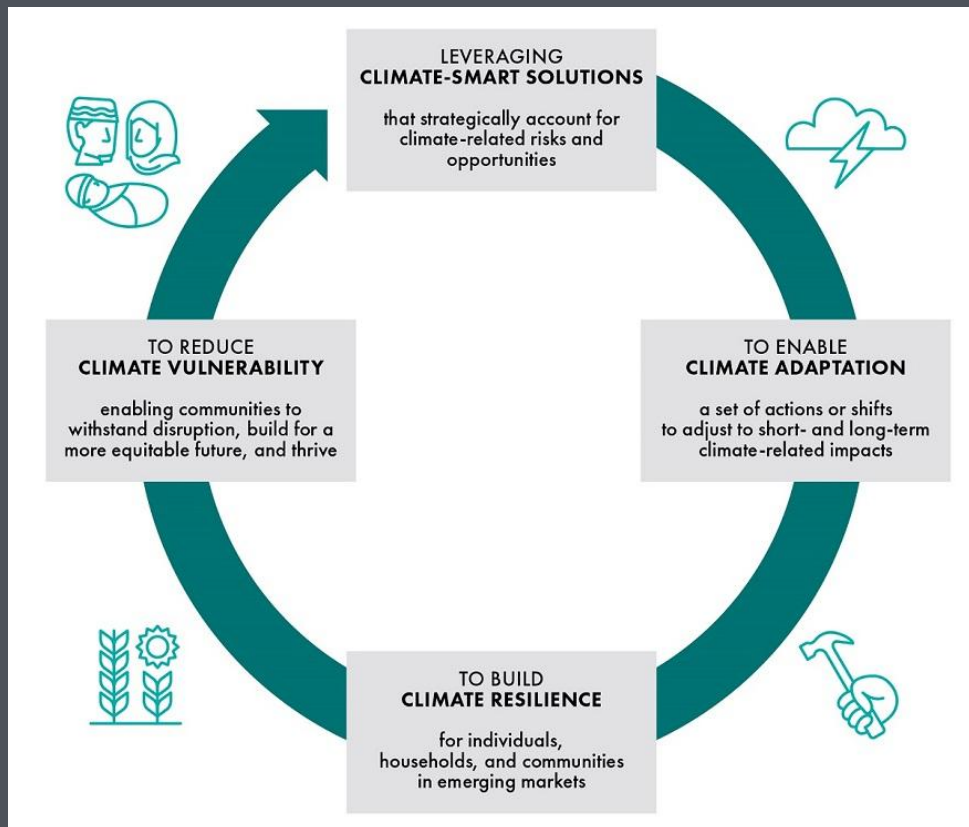 LEVERAGING
CLIMATE-SMART SOLUTIONS
that strategically account for
climate-related risks and
opportunities
TO ENABLE
CLIMATE ADAPTATION
a set of actions or shifts
to adjust to short- and long-term
climate-related impacts
TO BUILD
CLIMATE RESILIENCE
for individuals,
households, and communities
in emerging markets
TO REDUCE
CLIMATE VULNERABILITY
enabling communities to
withstand disruption, build for a
more equitable future, and thrive